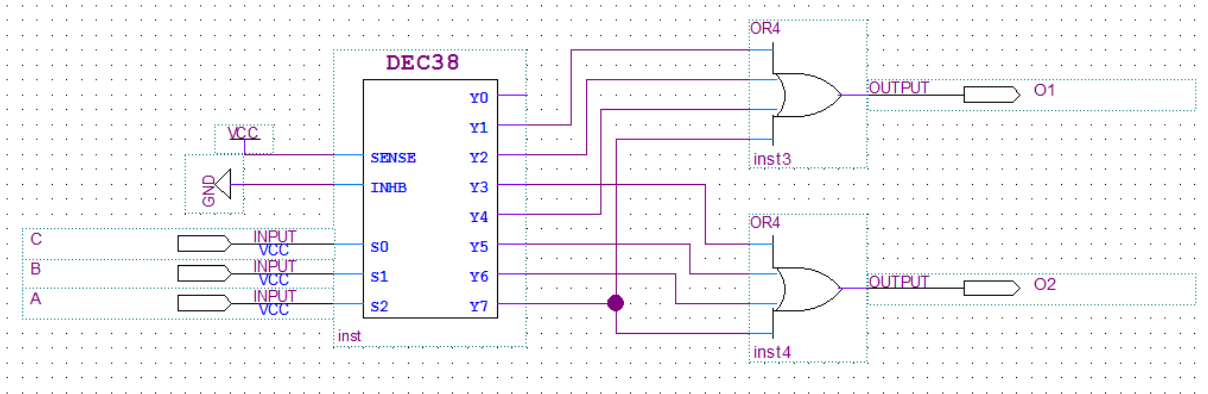 OR4
DEC38
Y0
OUTPUT
O1
Y1
VCC
SENSE
Y2
inst3
GND
INHB
Y3
OR4
Y4
C
INPUT
VCC
S0
Y5
B
INPUT
VCC
S1
Y6
OUTPUT
O2
A
INPUT
VCC
S2
Y7
inst
inst4